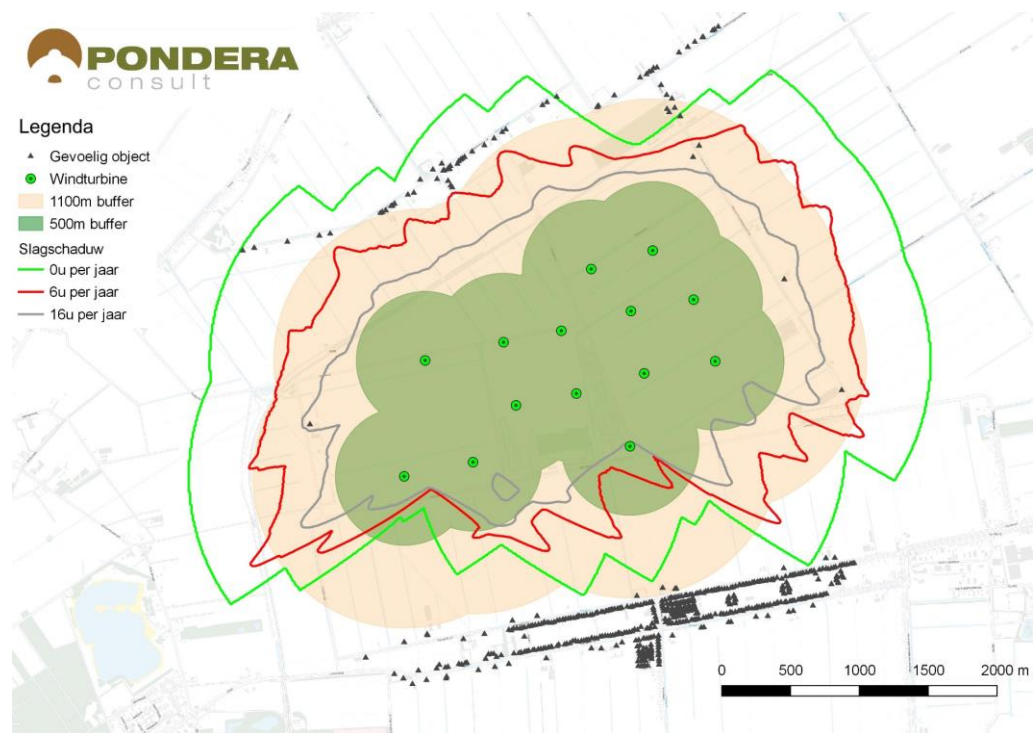 PONDERA
consult
Legenda
Gevoelig object
Windturbine
1100m buffer
500m buffer
Slagschaduw
0u per jaar
6u per jaar
16u per jaar
0 500 1000 1500 2000 m